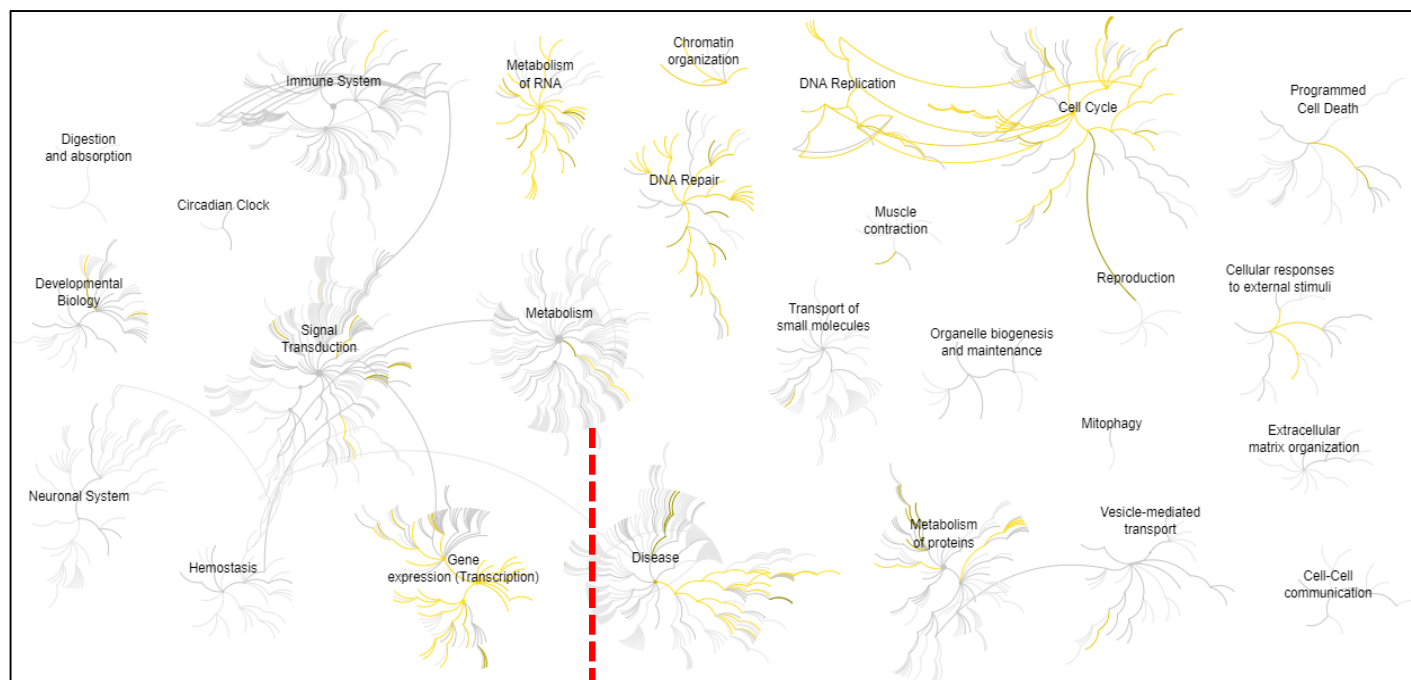 Immune System
Metabolism
of RNA
Chromatin
organization
DNA Replication
Cell Cycle
Programmed
Cell Death
Digestion
and absorption
DNA Repair
Circadian Clock
Muscle
contraction
Developmental
Biology
Signal
Transduction
Metabolism
Transport of
small molecules
Organelle biogenesis
and maintenance
Reproduction
Cellular responses
to external stimuli
Mitophagy
Extracellular
matrix organization
Neuronal System
Hemostasis
Gene
expression (Transcription)
Disease
Metabolism
of proteins
Vesicle-mediated
transport
Cell-Cell
communication